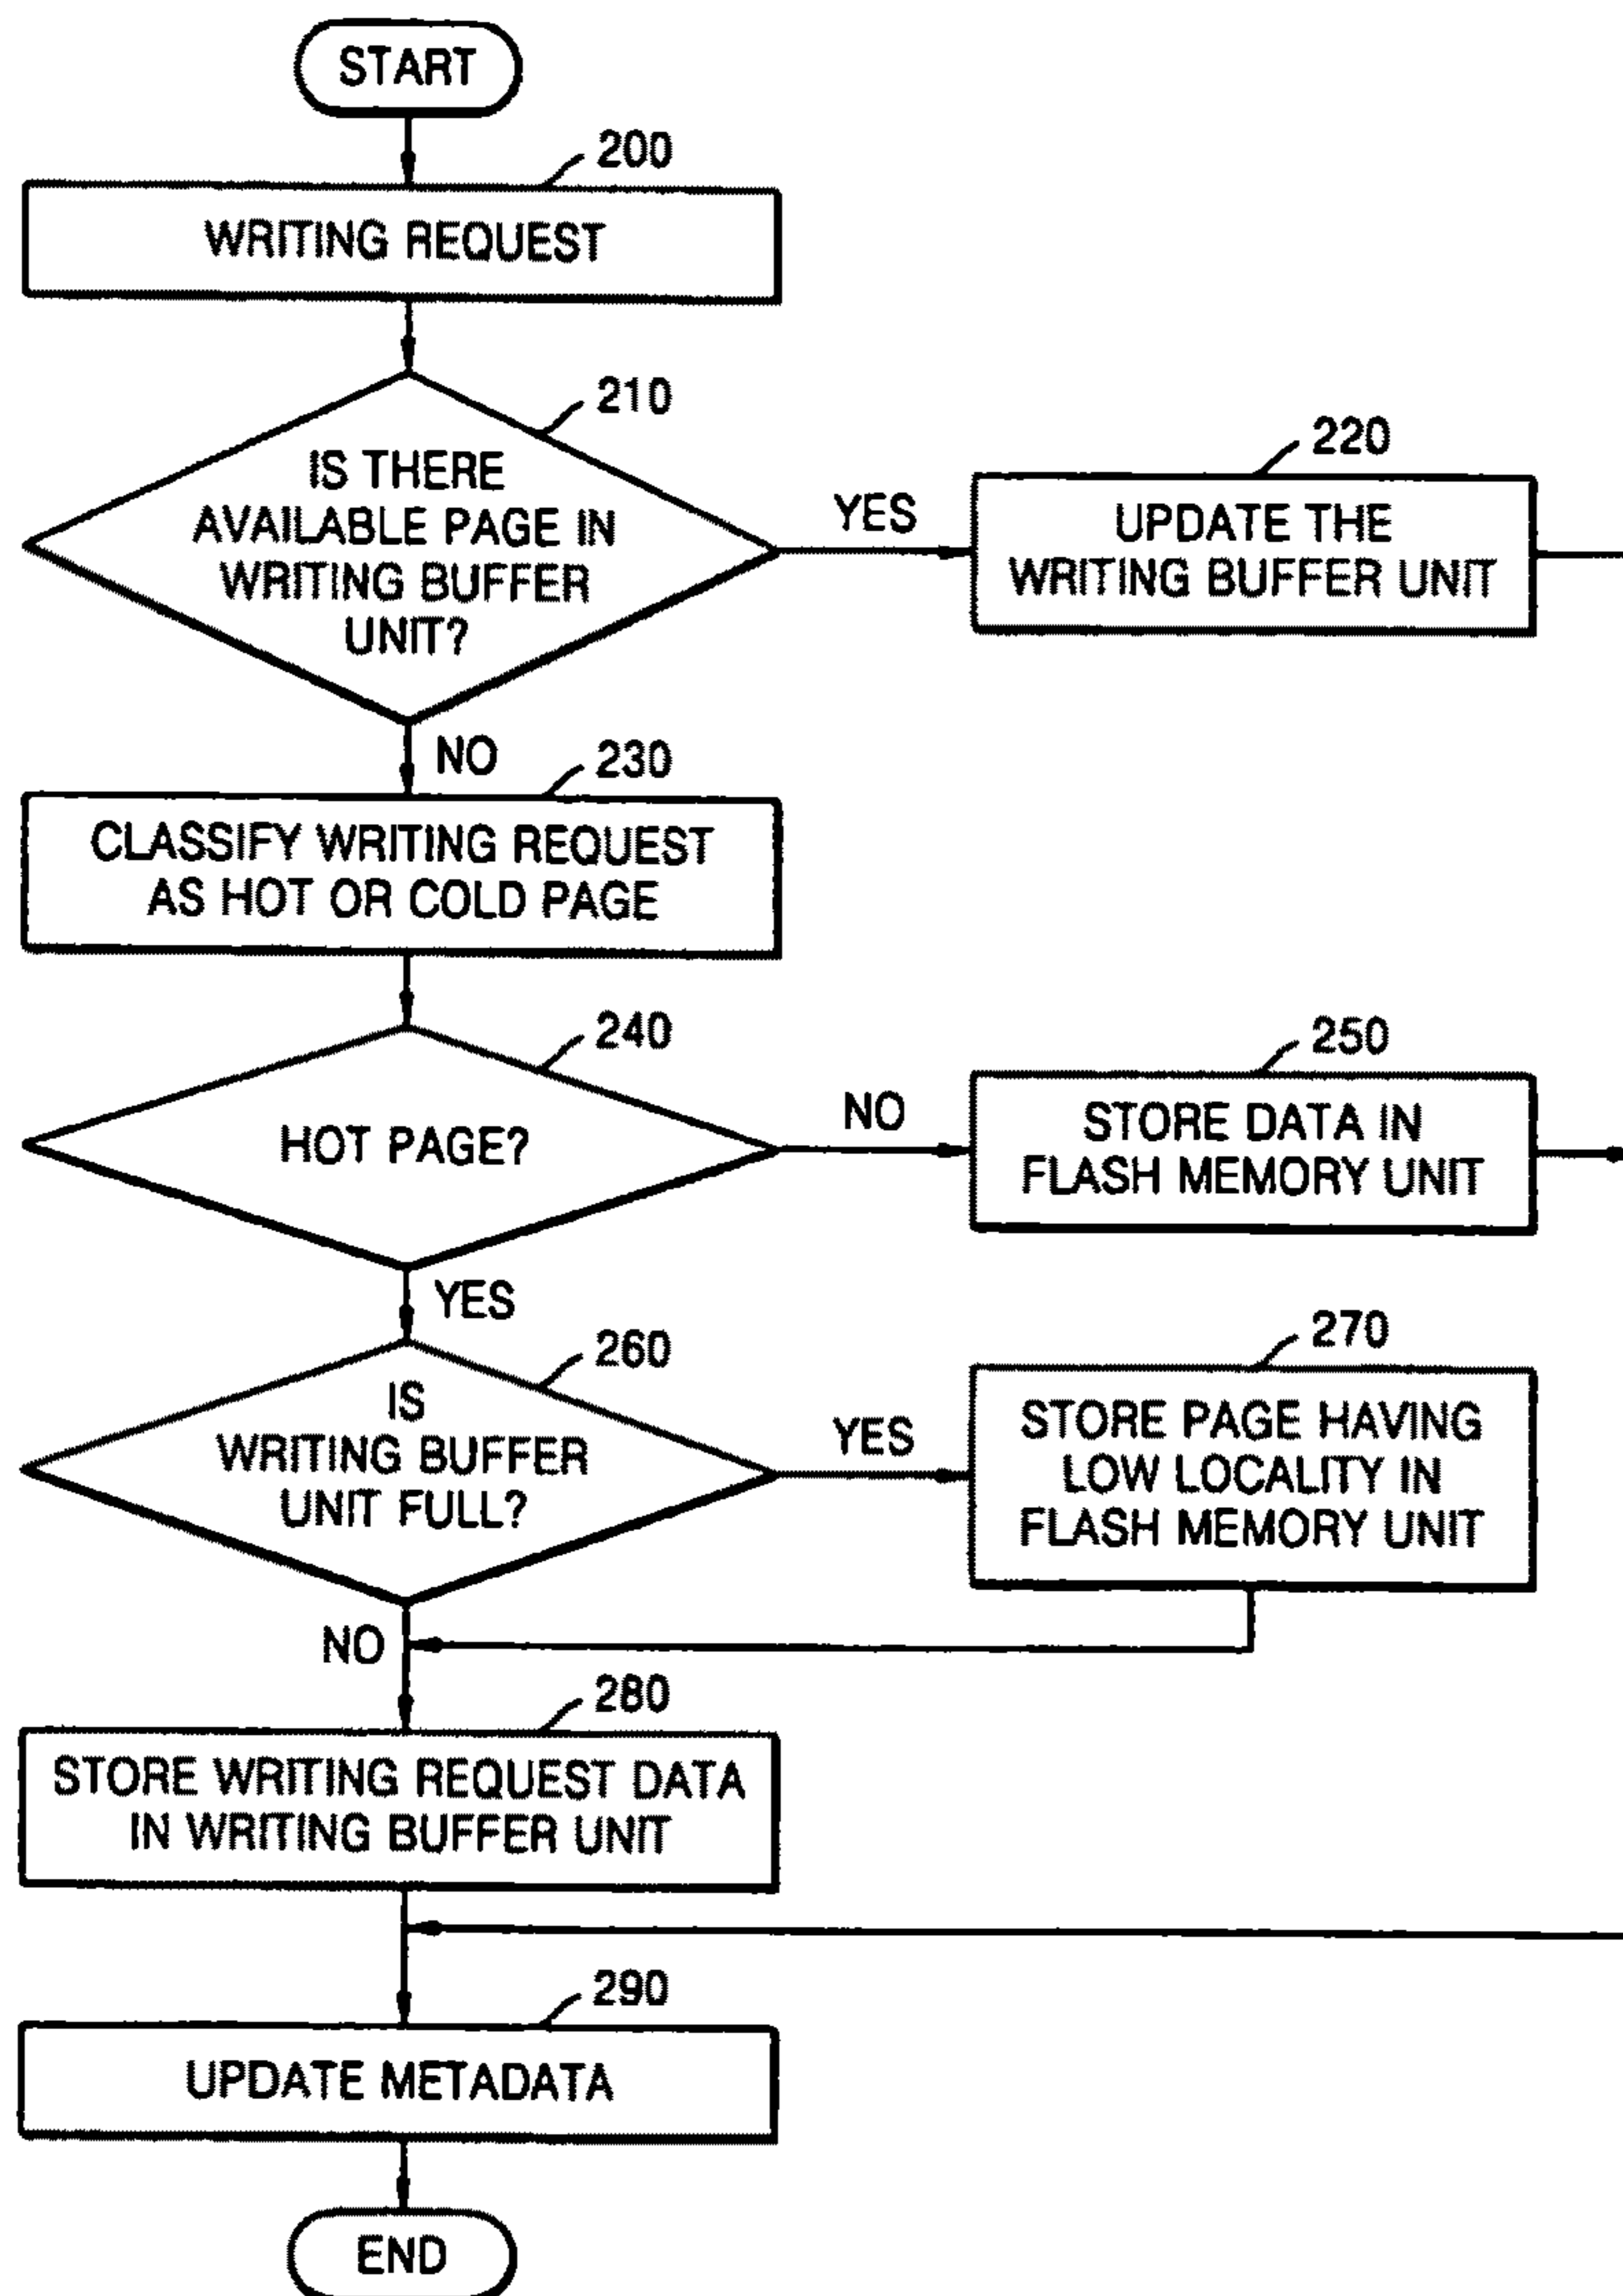 START
200
WRITING REQUEST
210
IS THERE
AVAILABLE PAGE IN
WRITING BUFFER
UNIT?
YES
220
UPDATE THE
WRITING BUFFER UNIT
NO
230
CLASSIFY WRITING REQUEST
AS HOT OR COLD PAGE
240
HOT PAGE?
NO
250
STORE DATA IN
FLASH MEMORY UNIT
YES
260
IS
WRITING BUFFER
UNIT FULL?
YES
270
STORE PAGE HAVING
LOW LOCALITY IN
FLASH MEMORY UNIT
NO
280
STORE WRITING REQUEST DATA
IN WRITING BUFFER UNIT
290
UPDATE METADATA
END